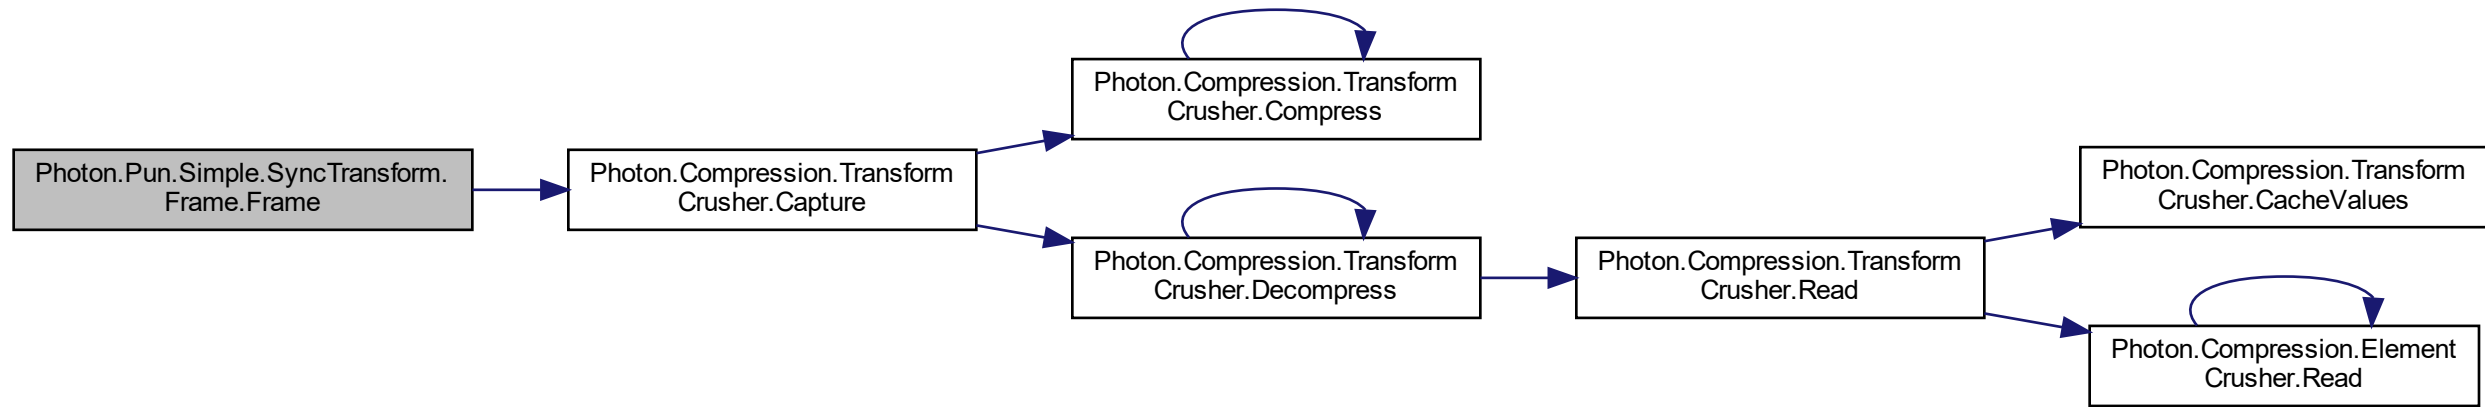 Photon.Pun.Simple.SyncTransform.
Frame.Frame
Photon.Compression.Transform
Crusher.Capture
Photon.Compression.Transform
Crusher.Compress
Photon.Compression.Transform
Crusher.Decompress
Photon.Compression.Transform
Crusher.Read
Photon.Compression.Transform
Crusher.CacheValues
Photon.Compression.Element
Crusher.Read